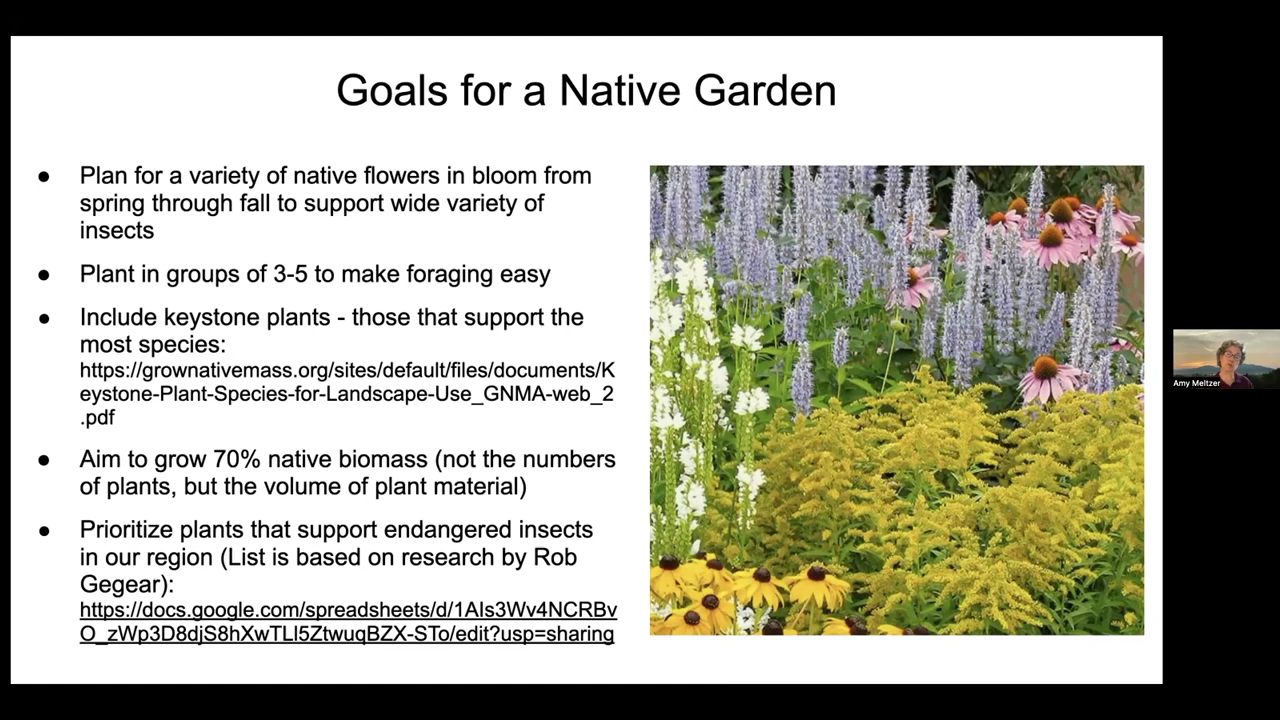 Goals for a Native Garden
● Plan for a variety of native flowers in bloom from
spring through fall to support wide variety of
insects
● Plant in groups of 3-5 to make foraging easy
● Include keystone plants - those that support the
most species:
https://grownativemass.org/sites/default/files/documents/K
eystone-Plant-Species-for-Landscape-Use_GNMA-web_2
.pdf
● Aim to grow 70% native biomass (not the numbers
of plants, but the volume of plant material)
● Prioritize plants that support endangered insects
in our region (List is based on research by Rob
Gegear):
https://docs.google.com/spreadsheets/d/1AIs3Wv4NCRBv
O_zWp3D8djS8hXwTLl5ZtwuqBZX-STo/edit?usp=sharing
Amy Meltzer